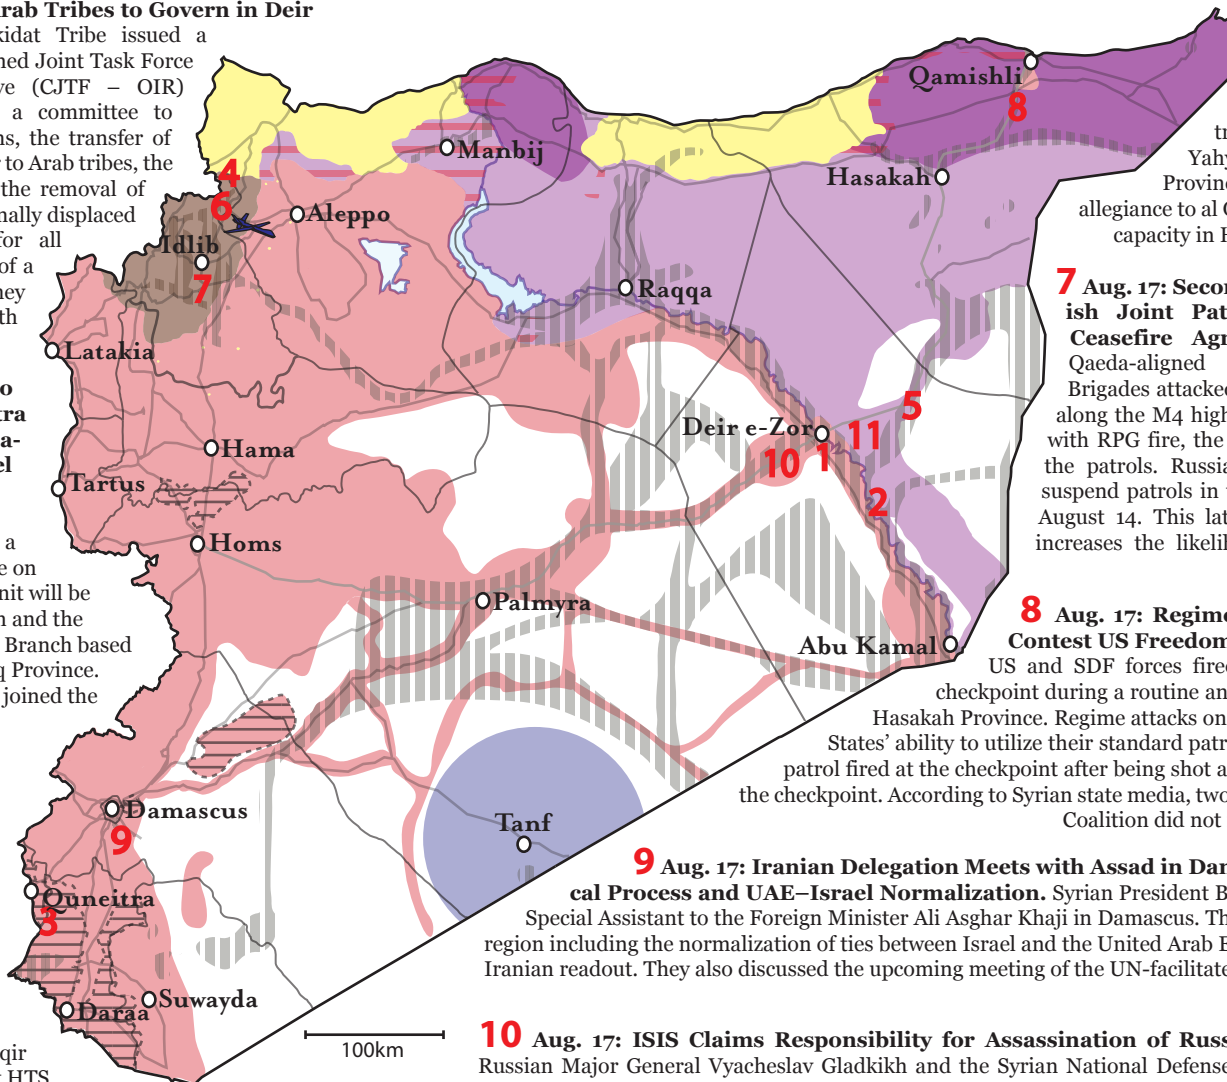 rab Tribes to Govern in Deir
kidat Tribe issued a
ned Joint Task Force
ve (CJTF – OIR)
a committee to
ns, the transfer of
r to Arab tribes, the
the removal of
nally displaced
for all
of a
hey
th
o
tra
a-
el
a
e on
nit will be
n and the
Branch based
q Province.
joined the
qir
HTS
Qamishli
8
Manbij
Hasakah
4
6
Aleppo
Idlib
7
Raqqa
Latakia
5
Deir e-Zor
11
10
1
Hama
Tartus
2
Homs
Palmyra
Abu Kamal
Damascus
9
Tanf
Quneitra
3
Suwayda
Daraa
100km
tr
Yahy
Provinc
allegiance to al Q
capacity in H
7 Aug. 17: Secon
ish Joint Pat
Ceasefire Agr
Qaeda-aligned
Brigades attacked
along the M4 high
with RPG fire, the
the patrols. Russia
suspend patrols in
August 14. This lat
increases the likelih
8 Aug. 17: Regime
Contest US Freedom
US and SDF forces fired
checkpoint during a routine an
Hasakah Province. Regime attacks on
States’ ability to utilize their standard patr
patrol fired at the checkpoint after being shot a
the checkpoint. According to Syrian state media, two
Coalition did not
9 Aug. 17: Iranian Delegation Meets with Assad in Dam
cal Process and UAE–Israel Normalization. Syrian President B
Special Assistant to the Foreign Minister Ali Asghar Khaji in Damascus. Th
region including the normalization of ties between Israel and the United Arab E
Iranian readout. They also discussed the upcoming meeting of the UN-facilitate
10 Aug. 17: ISIS Claims Responsibility for Assassination of Russ
Russian Major General Vyacheslav Gladkikh and the Syrian National Defense